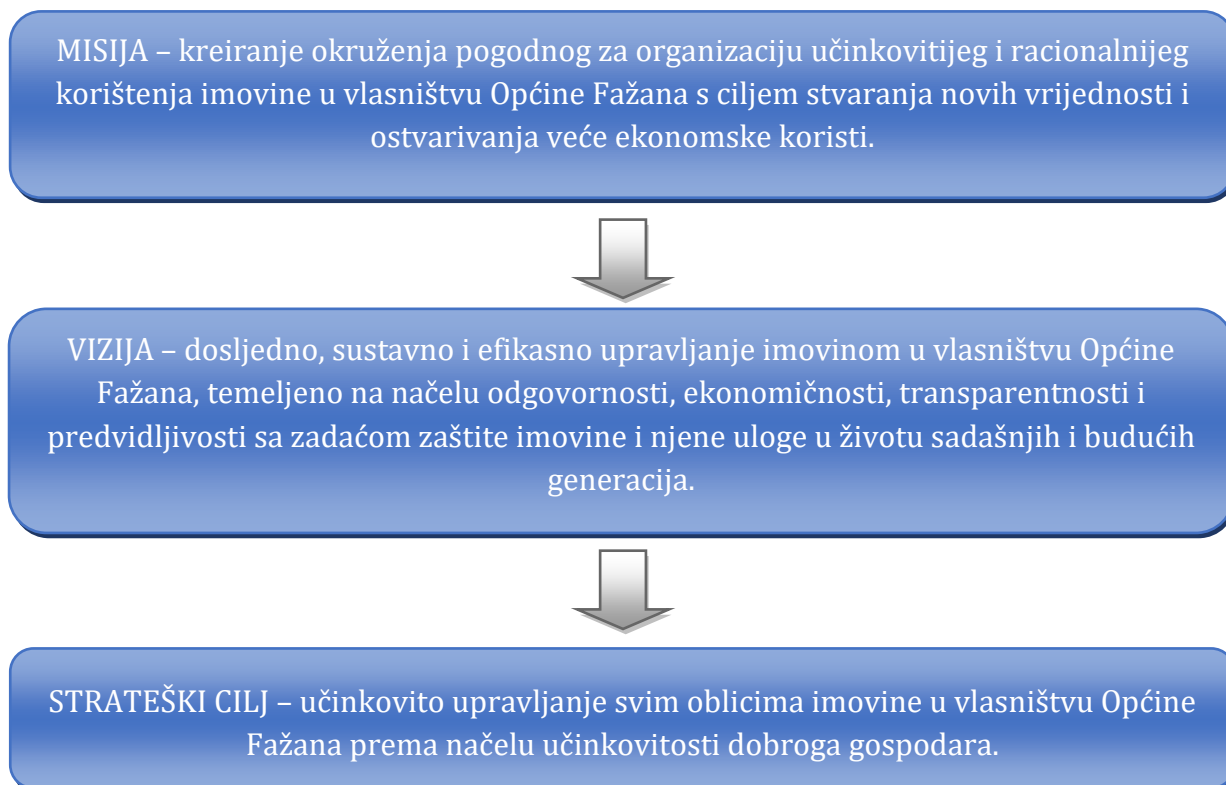 MISIJA – kreiranje okruženja pogodnog za organizaciju učinkovitijeg i racionalnijeg
korištenja imovine u vlasništvu Općine Fažana s ciljem stvaranja novih vrijednosti i
ostvarivanja veće ekonomske koristi.
VIZIJA – dosljedno, sustavno i efikasno upravljanje imovinom u vlasništvu Općine
Fažana, temeljeno na načelu odgovornosti, ekonomičnosti, transparentnosti i
predvidljivosti sa zadaćom zaštite imovine i njene uloge u životu sadašnjih i budućih
generacija.
STRATEŠKI CILJ – učinkovito upravljanje svim oblicima imovine u vlasništvu Općine
Fažana prema načelu učinkovitosti dobroga gospodara.